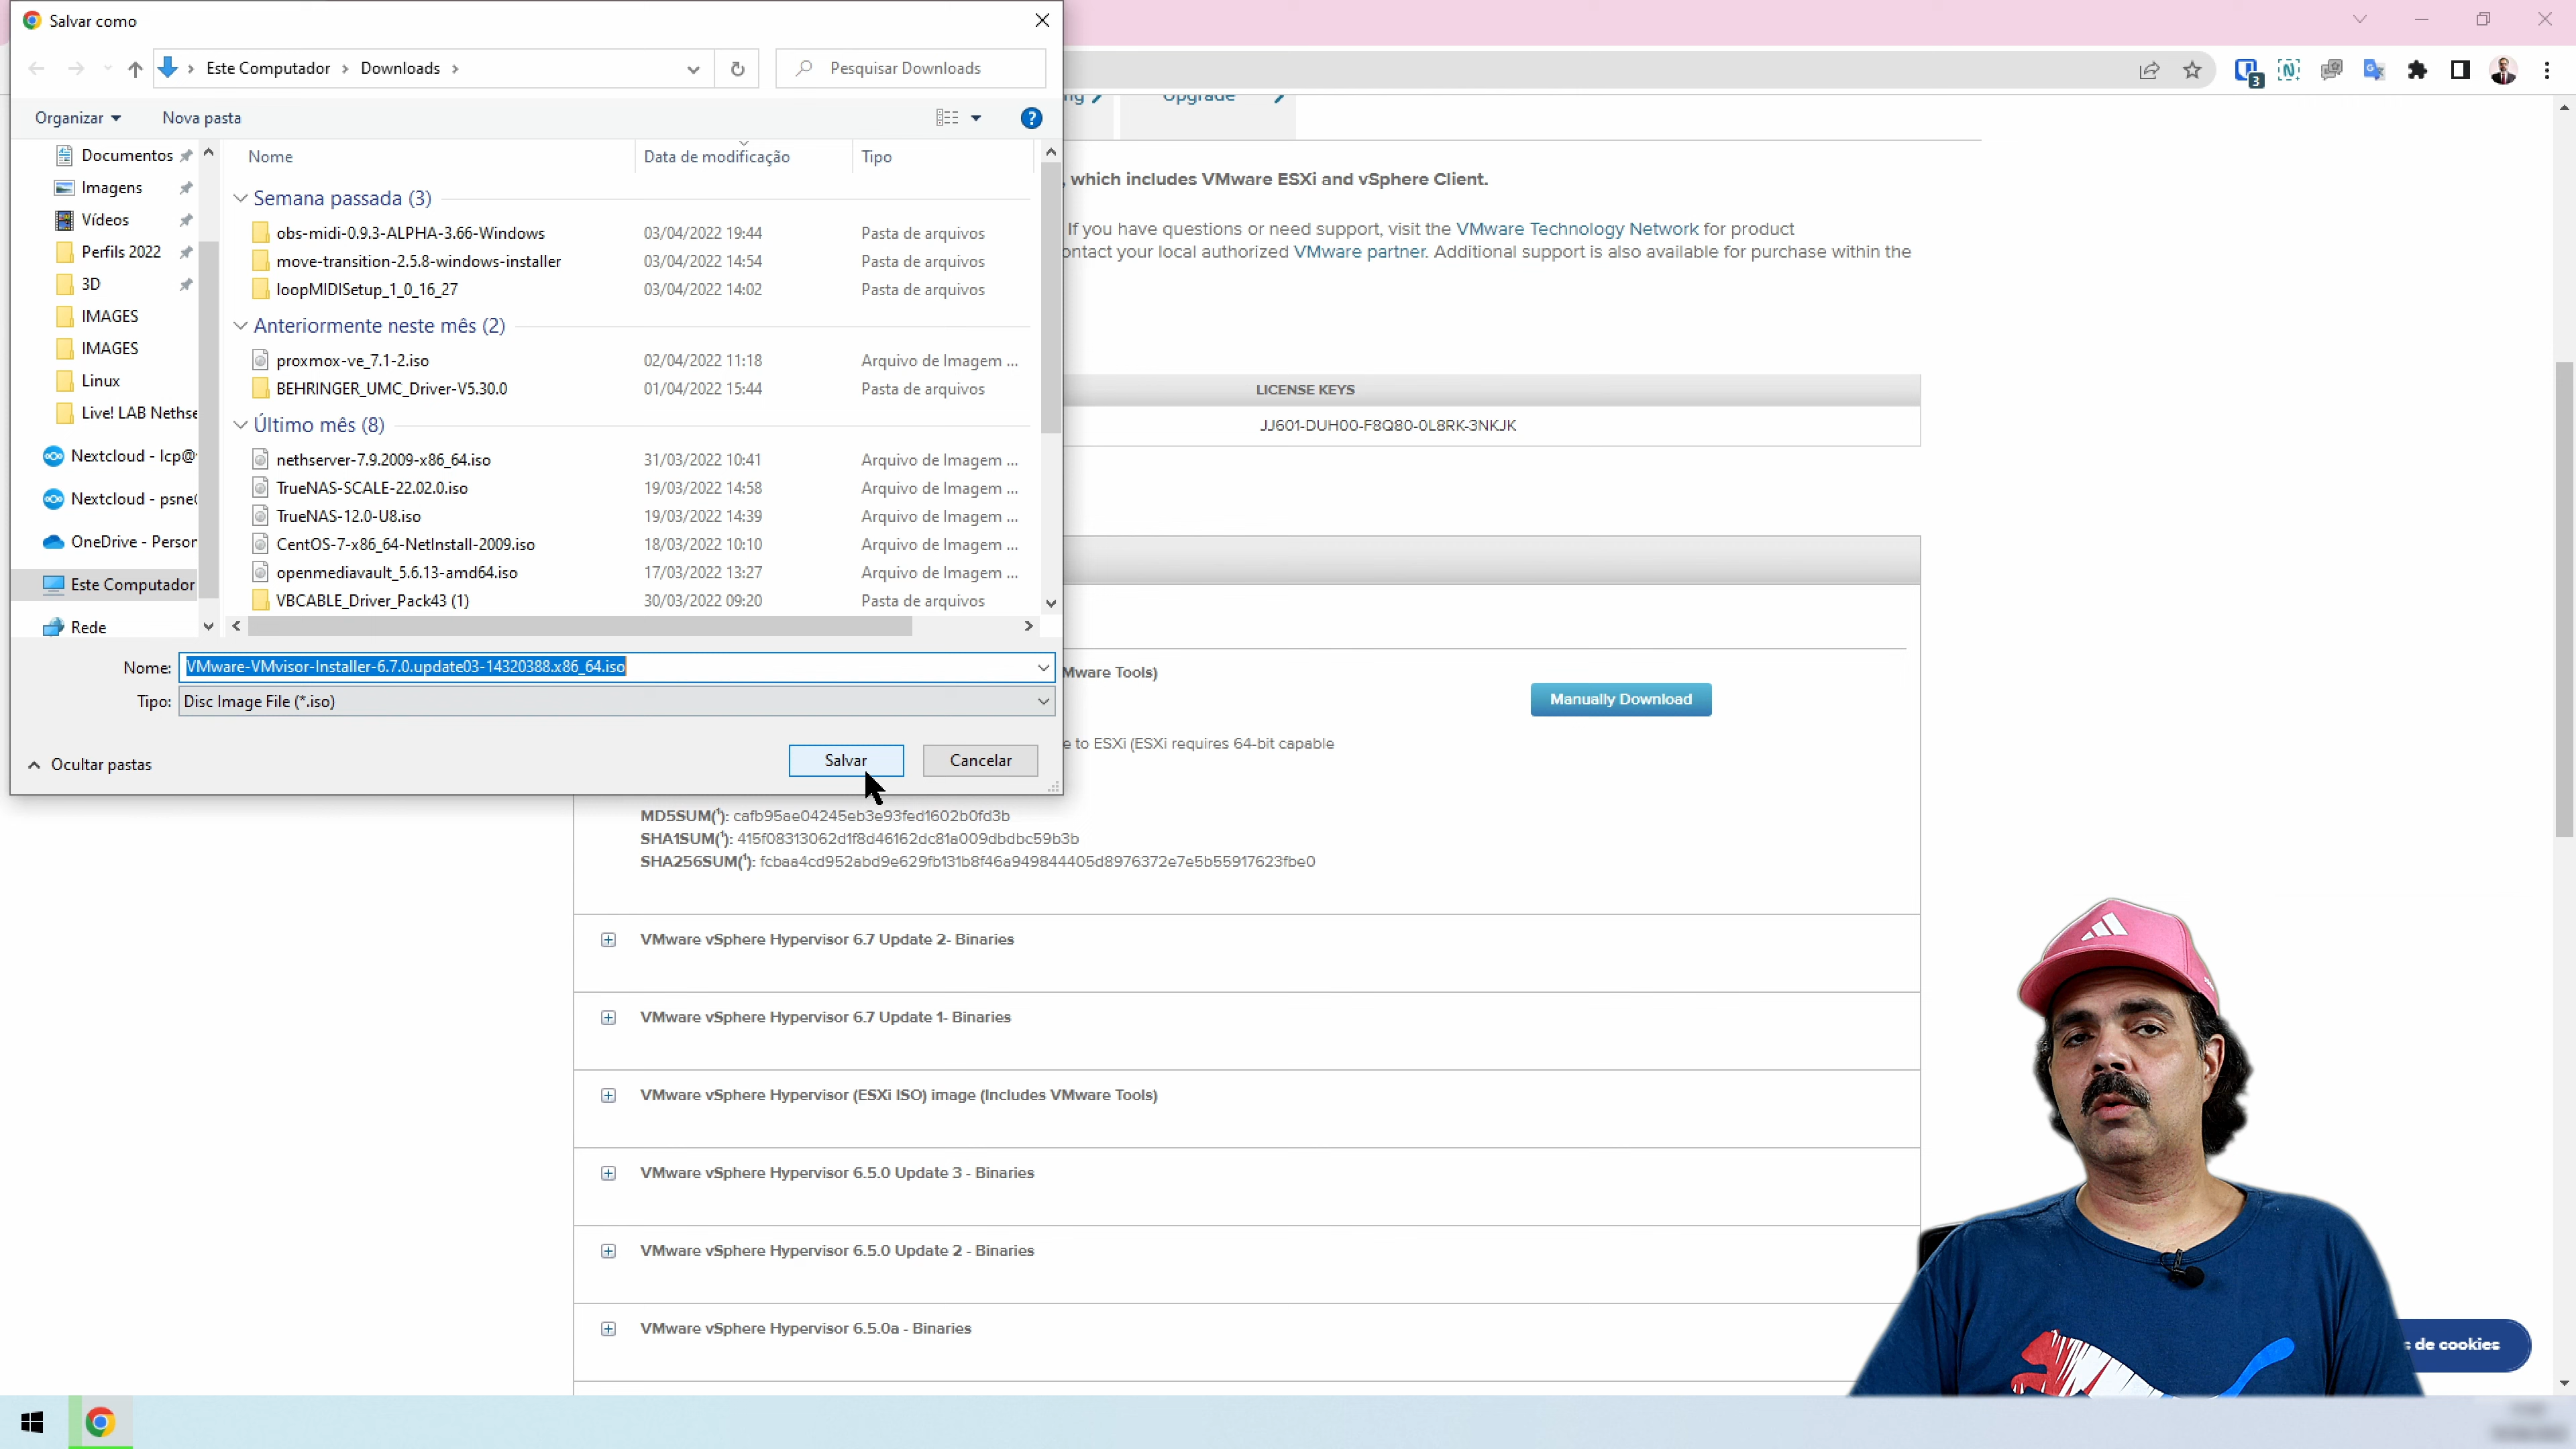 Salvar como
Este Computador › Downloads ›
Pesquisar Downloads
Organizar
Nova pasta
Documentos
Imagens
Vídeos
Perfils 2022
3D
IMAGES
IMAGES
Linux
Live! LAB Nethse
Nextcloud - lcp@
Nextcloud - psne
OneDrive - Person
Este Computador
Rede
Nome Data de modificação Tipo
Semana passada (3)
obs-midi-0.9.3-ALPHA-3.66-Windows 03/04/2022 19:44 Pasta de arquivos
move-transition-2.5.8-windows-installer 03/04/2022 14:54 Pasta de arquivos
loopMIDISetup_1_0_16_27 03/04/2022 14:02 Pasta de arquivos
Anteriormente neste mês (2)
proxmox-ve_7.1-2.iso 02/04/2022 11:18 Arquivo de Imagem ...
BEHRINGER_UMC_Driver-V5.30.0 01/04/2022 15:44 Pasta de arquivos
Último mês (8)
nethserver-7.9.2009-x86_64.iso 31/03/2022 10:41 Arquivo de Imagem ...
TrueNAS-SCALE-22.02.0.iso 19/03/2022 14:58 Arquivo de Imagem ...
TrueNAS-12.0-U8.iso 19/03/2022 14:39 Arquivo de Imagem ...
CentOS-7-x86_64-NetInstall-2009.iso 18/03/2022 10:10 Arquivo de Imagem ...
openmediavault_5.6.13-amd64.iso 17/03/2022 13:27 Arquivo de Imagem ...
VBCABLE_Driver_Pack43 (1) 30/03/2022 09:20 Pasta de arquivos
Nome: VMware-VMvisor-Installer-6.7.0.update03-14320388.x86_64.iso
Tipo: Disc Image File (*.iso)
Ocultar pastas
Salvar
Cancelar
3
ng
Upgrade
, which includes VMware ESXi and vSphere Client.
If you have questions or need support, visit the VMware Technology Network for product
ontact your local authorized VMware partner. Additional support is also available for purchase within the
LICENSE KEYS
JJ601-DUH00-F8Q80-0L8RK-3NKJK
Mware Tools)
Manually Download
e to ESXi (ESXi requires 64-bit capable
MD5SUM(1): cafb95ae04245eb3e93fed1602b0fd3b
SHA1SUM(1): 415f08313062d1f8d46162dc81a009dbdbc59b3b
SHA256SUM(1): fcbaa4cd952abd9e629fb131b8f46a949844405d8976372e7e5b55917623fbe0
VMware vSphere Hypervisor 6.7 Update 2- Binaries
VMware vSphere Hypervisor 6.7 Update 1- Binaries
VMware vSphere Hypervisor (ESXi ISO) image (Includes VMware Tools)
VMware vSphere Hypervisor 6.5.0 Update 3 - Binaries
VMware vSphere Hypervisor 6.5.0 Update 2 - Binaries
VMware vSphere Hypervisor 6.5.0a - Binaries
s de cookies